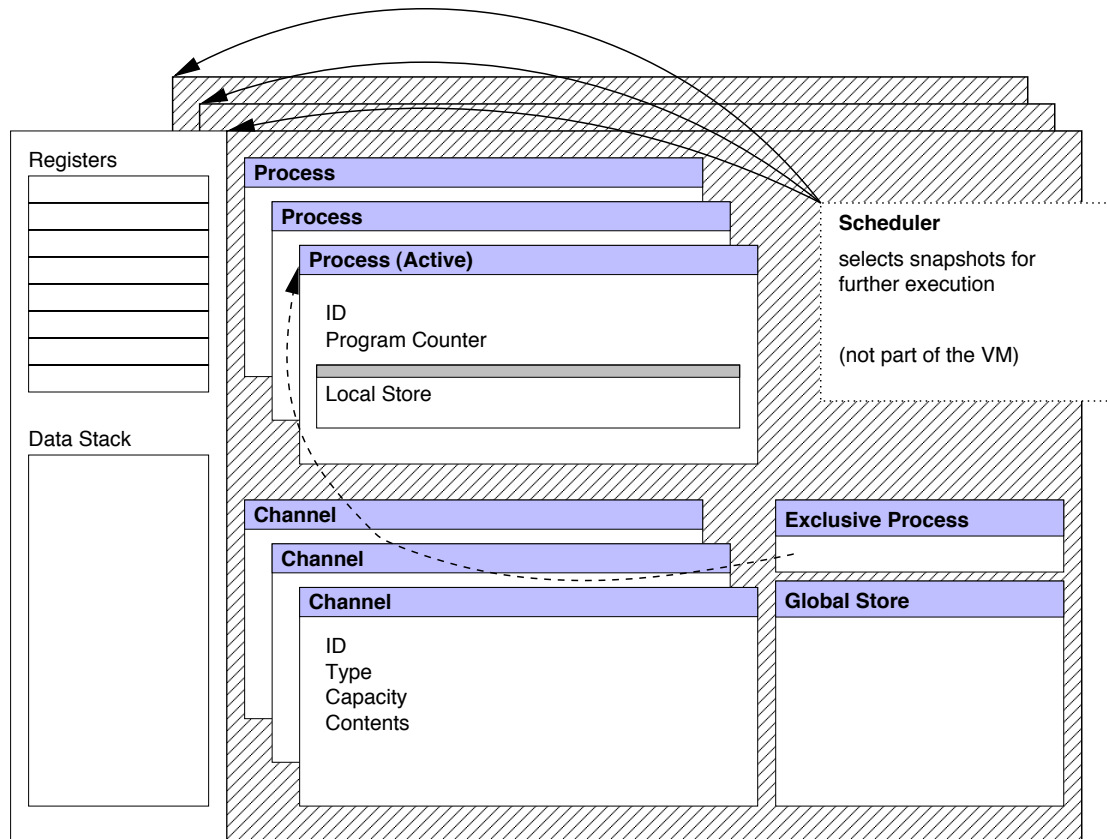 Registers
Data Stack
Process
Process
Process (Active)
ID
Program Counter
Local Store
Scheduler
selects snapshots for
further execution
(not part of the VM)
Channel
Channel
Channel
ID
Type
Capacity
Contents
Exclusive Process
Global Store